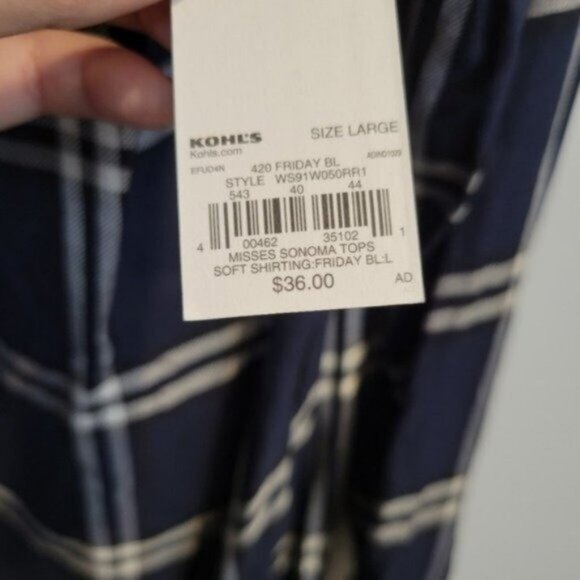 KOHL'S SIZE LARGE
Kohls.com
EFUD4N 420 FRIDAY BL
STYLE WS91W050RR1
543 40 44
4 00462 35102 1
MISSES SONOMA TOPS
SOFT SHIRTING:FRIDAY BL:L
$36.00 AD